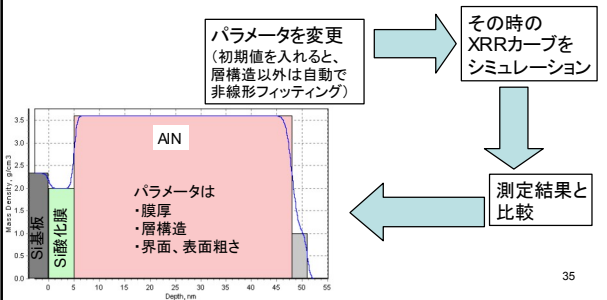 パラメータを変更
(初期値を入れると、
層構造以外は自動で
非線形フィッティング)
その時の
XRRカーブを
シミュレーション
測定結果と
比較
AlN
パラメータは
・膜厚
・層構造
・界面、表面粗さ
Si基板
Si酸化膜
Mass Density, g/cm3
3.5
3.0
2.5
2.0
1.5
1.0
0.5
0.0
0 5 10 15 20 25 30 35 40 45 50 55
Depth, nm
35